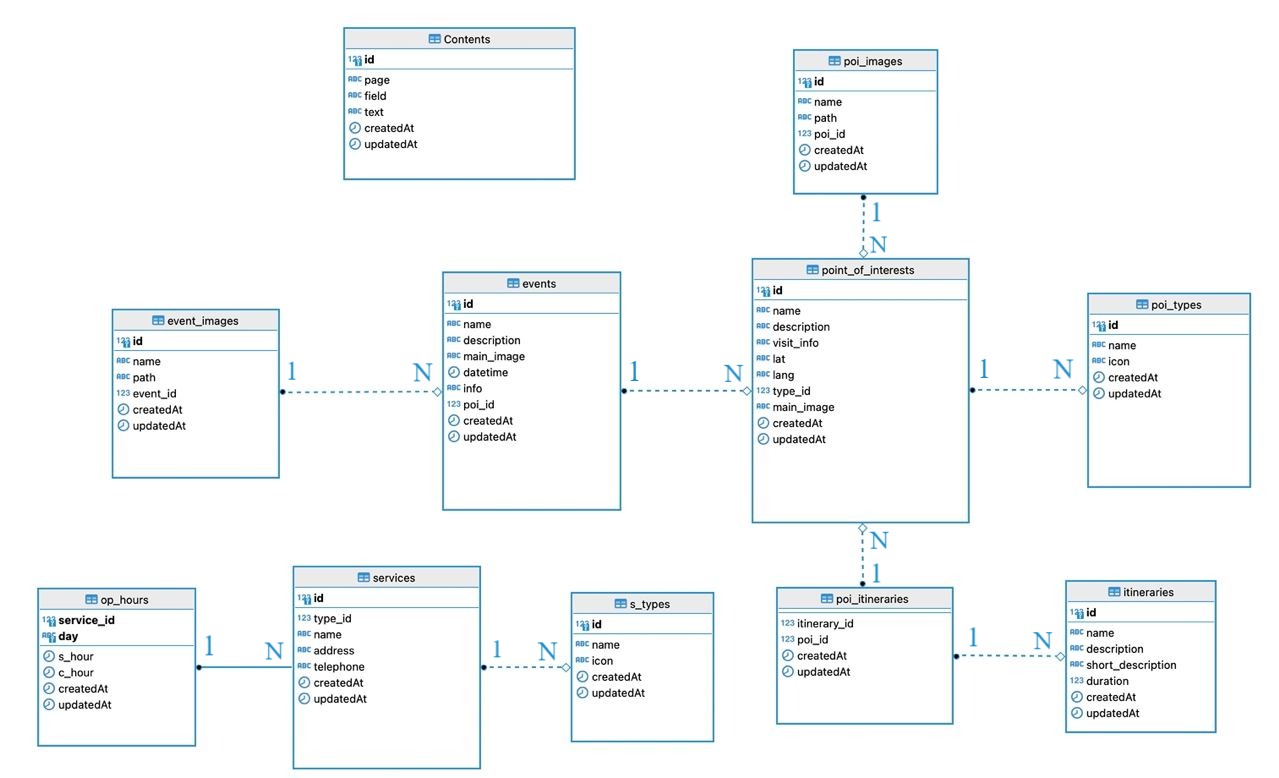 Contents
123 id
ABC page
ABC field
ABC text
createdAt
updatedAt
poi_images
123 id
ABC name
ABC path
123 poi_id
createdAt
updatedAt
1
N
point_of_interests
123 id
ABC name
ABC description
ABC visit_info
ABC lat
ABC lang
123 type_id
ABC main_image
createdAt
updatedAt
events
123 id
ABC name
ABC description
ABC main_image
datetime
ABC info
123 poi_id
createdAt
updatedAt
event_images
123 id
ABC name
ABC path
123 event_id
createdAt
updatedAt
poi_types
123 id
ABC name
ABC icon
createdAt
updatedAt
1 N
1 N
1 N
N
1
op_hours
123 service_id
ABC day
s_hour
c_hour
createdAt
updatedAt
1 N
services
123 id
123 type_id
ABC name
ABC address
ABC telephone
createdAt
updatedAt
1 N
s_types
123 id
ABC name
ABC icon
createdAt
updatedAt
poi_itineraries
123 itinerary_id
123 poi_id
createdAt
updatedAt
1 N
itineraries
123 id
ABC name
ABC description
ABC short_description
123 duration
createdAt
updatedAt